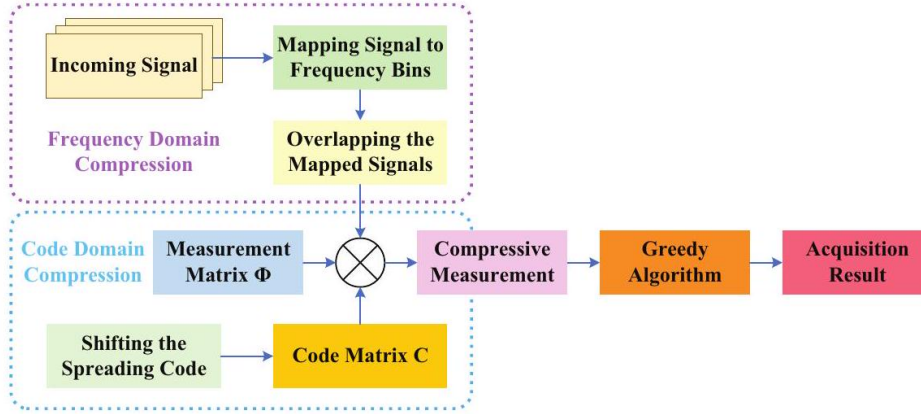 Incoming Signal
Mapping Signal to
Frequency Bins
Frequency Domain
Compression
Overlapping the
Mapped Signals
Code Domain
Compression
Measurement
Matrix Φ
Compressive
Measurement
Greedy
Algorithm
Acquisition
Result
Shifting the
Spreading Code
Code Matrix C